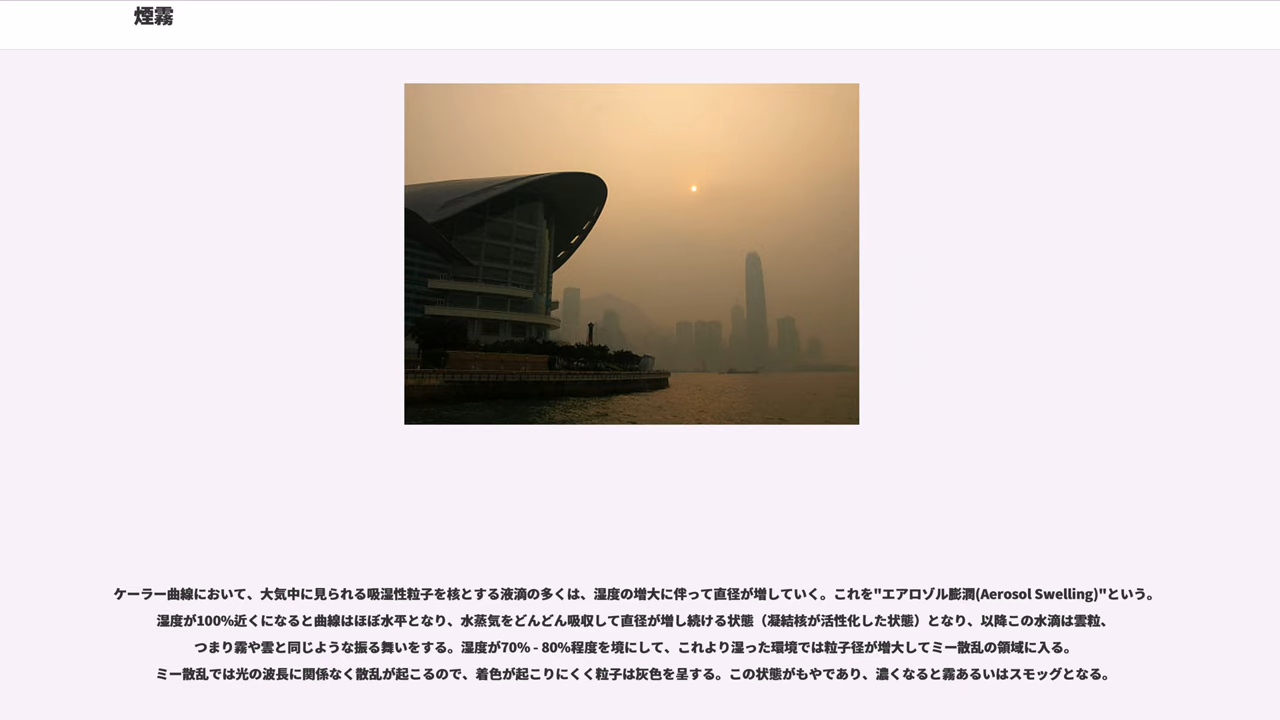 煙霧
ケーラー曲線において、大気中に見られる吸湿性粒子を核とする液滴の多くは、湿度の増大に伴って直径が増していく。これを"エアロゾル膨潤(Aerosol Swelling)"という。
湿度が100%近くになると曲線はほぼ水平となり、水蒸気をどんどん吸収して直径が増し続ける状態（凝結核が活性化した状態）となり、以降この水滴は雲粒、
つまり霧や雲と同じような振る舞いをする。湿度が70% - 80%程度を境にして、これより湿った環境では粒子径が増大してミー散乱の領域に入る。
ミー散乱では光の波長に関係なく散乱が起こるので、着色が起こりにくく粒子は灰色を呈する。この状態がもやであり、濃くなると霧あるいはスモッグとなる。